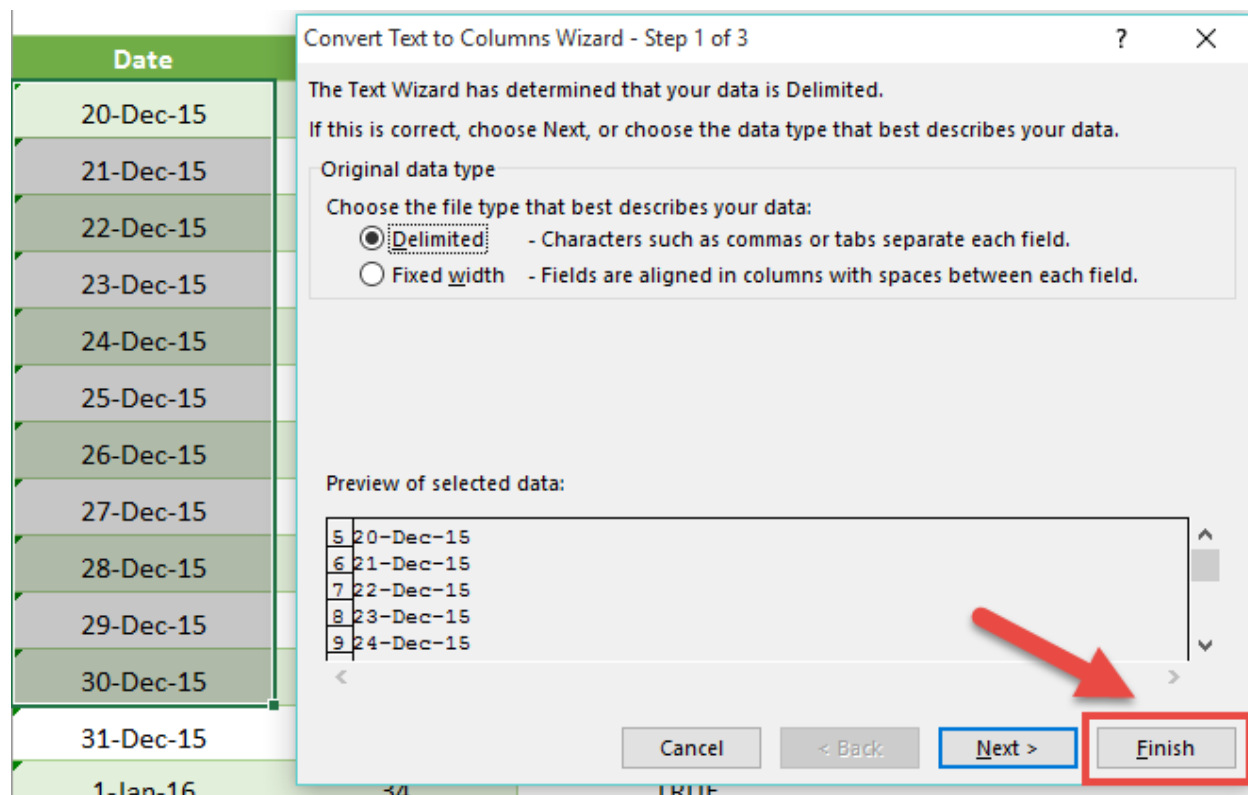 Date
20-Dec-15
21-Dec-15
22-Dec-15
23-Dec-15
24-Dec-15
25-Dec-15
26-Dec-15
27-Dec-15
28-Dec-15
29-Dec-15
30-Dec-15
31-Dec-15
1-Jan-16 34 TRUE
Convert Text to Columns Wizard - Step 1 of 3 ?
The Text Wizard has determined that your data is Delimited.
If this is correct, choose Next, or choose the data type that best describes your data.
Original data type
Choose the file type that best describes your data:
Delimited - Characters such as commas or tabs separate each field.
Fixed width - Fields are aligned in columns with spaces between each field.
Preview of selected data:
5 20-Dec-15
6 21-Dec-15
7 22-Dec-15
8 23-Dec-15
9 24-Dec-15
Cancel < Back Next > Finish